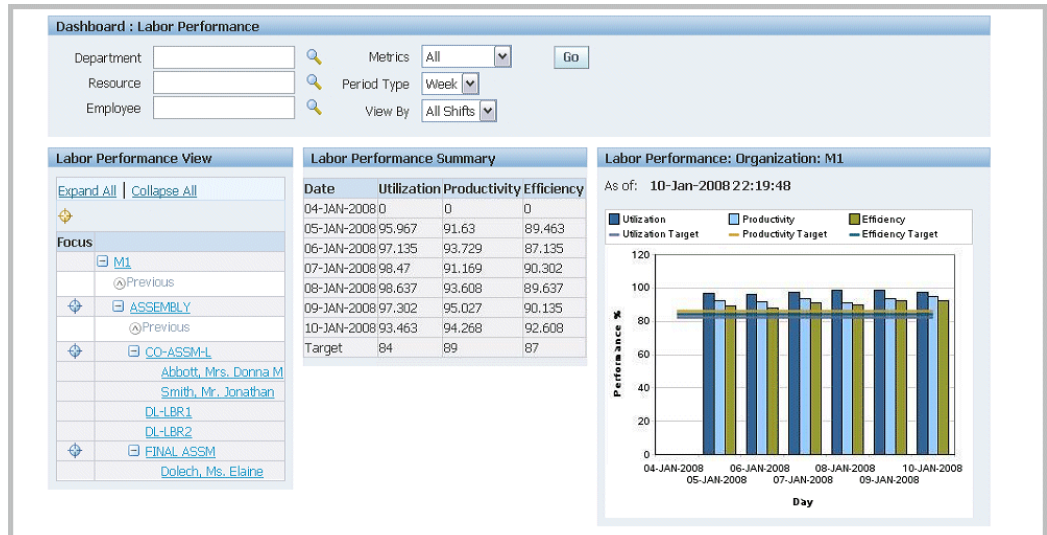 Dashboard : Labor Performance
Department
Metrics All
Go
Resource
Period Type Week
Employee
View By All Shifts
Labor Performance View
Expand All | Collapse All
Focus
M1
Previous
ASSEMBLY
Previous
CO-ASSM-L
Abbott, Mrs. Donna M
Smith, Mr. Jonathan
DL-LBR1
DL-LBR2
FINAL ASSM
Dolech, Ms. Elaine
Labor Performance Summary
Date Utilization Productivity Efficiency
04-JAN-2008 0 0 0
05-JAN-2008 95.967 91.63 89.463
06-JAN-2008 97.135 93.729 87.135
07-JAN-2008 98.47 91.169 90.302
08-JAN-2008 98.637 93.608 89.637
09-JAN-2008 97.302 95.027 90.135
10-JAN-2008 93.463 94.268 92.608
Target 84 89 87
Labor Performance: Organization: M1
As of: 10-Jan-2008 22:19:48
Utilization Productivity Efficiency
Utilization Target Productivity Target Efficiency Target
120
100
80
60
40
20
0
Performance %
04-JAN-2008 06-JAN-2008 08-JAN-2008 10-JAN-2008
05-JAN-2008 07-JAN-2008 09-JAN-2008
Day